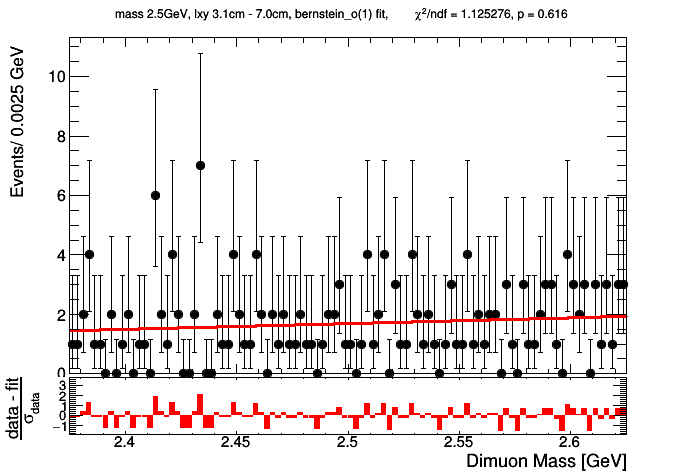 mass 2.5GeV, lxy 3.1cm - 7.0cm, bernstein_o(1) fit, χ²/ndf = 1.125276, p = 0.616
Events/ 0.0025 GeV
10
8
6
4
2
0
data - fit
σdata
3
2
1
0
−1
2.4 2.45 2.5 2.55 2.6
Dimuon Mass [GeV]